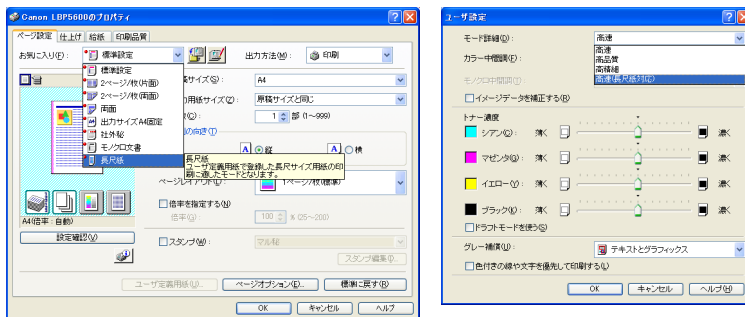 Canon LBP5600のプロパティ
ページ設定 仕上げ 給紙 印刷品質
お気に入り(F): 標準設定
出力方法(M): 印刷
標準設定
2ページ/枚(片面)
2ページ/枚(両面)
両面
出力サイズA4固定
社外秘
モノクロ文書
長尺紙
サイズ(S): A4
用紙サイズ(Z): 原稿サイズと同じ
1 部 (1~999)
の向き(T)
A 縦 A 横
長尺紙
ユーザ定義用紙で登録した長尺サイズ用紙の印
刷に適したモードとなります。
ページレイアウト(L): 1ページ/枚(標準)
倍率を指定する(N)
倍率(G): 100 % (25~200)
A4(倍率:自動)
設定確認(V)
スタンプ(W): マル秘
スタンプ編集(D)...
ユーザ定義用紙(U)... ページオプション(E)... 標準に戻す(R)
OK キャンセル ヘルプ
ユーザ設定
モード詳細(D): 高速
高速
高品質
高精細
高速(長尺紙対応)
カラー中間調(F):
モノクロ中間調(T):
イメージデータを補正する(R)
トナー濃度
シアン(C): 薄く 濃く
マゼンタ(G): 薄く 濃く
イエロー(Y): 薄く 濃く
ブラック(K): 薄く 濃く
ドラフトモードを使う(S)
グレー補償(U): テキストとグラフィックス
色付きの線や文字を優先して印刷する(L)
OK キャンセル ヘルプ(H)